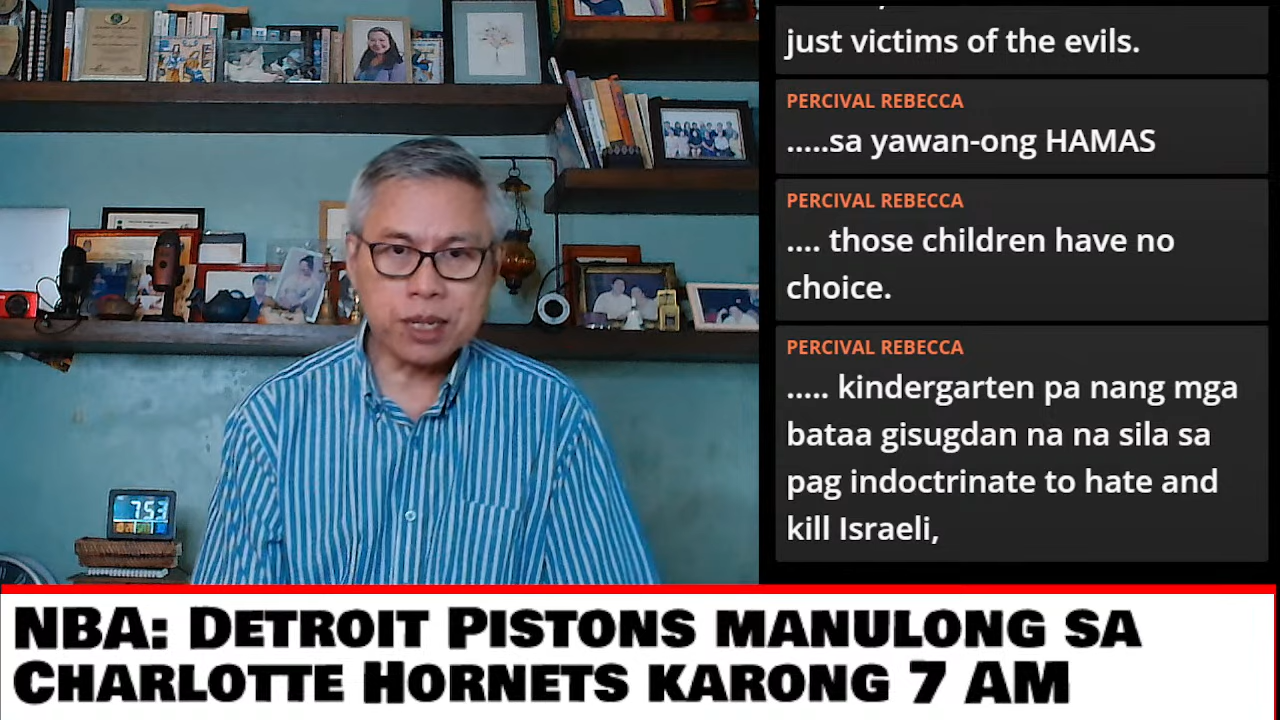 just victims of the evils.
PERCIVAL REBECCA
.....sa yawan-ong HAMAS
PERCIVAL REBECCA
.... those children have no
choice.
PERCIVAL REBECCA
..... kindergarten pa nang mga
bataa gisugdan na na sila sa
pag indoctrinate to hate and
kill Israeli,
7:53
NBA: DETROIT PISTONS MANULONG SA
CHARLOTTE HORNETS KARONG 7 AM